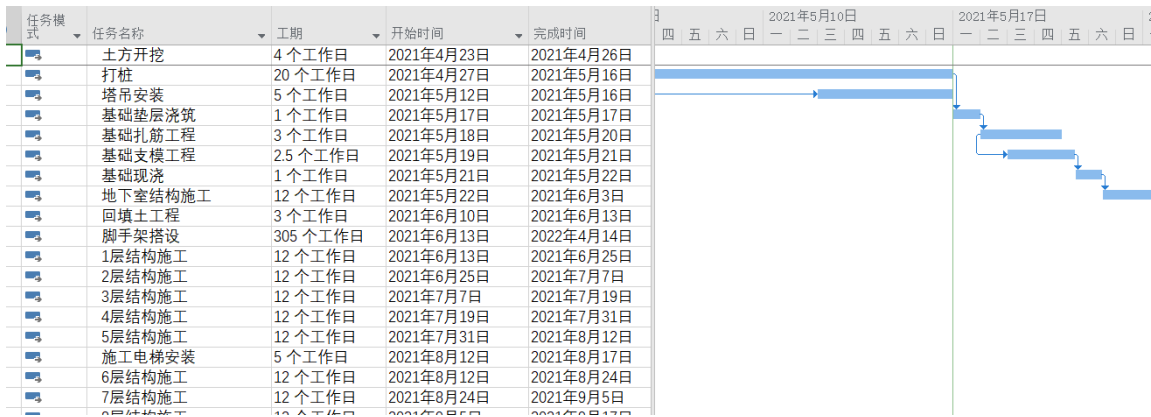 任务模式 任务名称 工期 开始时间 完成时间
土方开挖 4 个工作日 2021年4月23日 2021年4月26日
打桩 20 个工作日 2021年4月27日 2021年5月16日
塔吊安装 5 个工作日 2021年5月12日 2021年5月16日
基础垫层浇筑 1 个工作日 2021年5月17日 2021年5月17日
基础扎筋工程 3 个工作日 2021年5月18日 2021年5月20日
基础支模工程 2.5 个工作日 2021年5月19日 2021年5月21日
基础现浇 1 个工作日 2021年5月21日 2021年5月22日
地下室结构施工 12 个工作日 2021年5月22日 2021年6月3日
回填土工程 3 个工作日 2021年6月10日 2021年6月13日
脚手架搭设 305 个工作日 2021年6月13日 2022年4月14日
1层结构施工 12 个工作日 2021年6月13日 2021年6月25日
2层结构施工 12 个工作日 2021年6月25日 2021年7月7日
3层结构施工 12 个工作日 2021年7月7日 2021年7月19日
4层结构施工 12 个工作日 2021年7月19日 2021年7月31日
5层结构施工 12 个工作日 2021年7月31日 2021年8月12日
施工电梯安装 5 个工作日 2021年8月12日 2021年8月17日
6层结构施工 12 个工作日 2021年8月12日 2021年8月24日
7层结构施工 12 个工作日 2021年8月24日 2021年9月5日
日 2021年5月10日 2021年5月17日
四 五 六 日 一 二 三 四 五 六 日 一 二 三 四 五 六 日